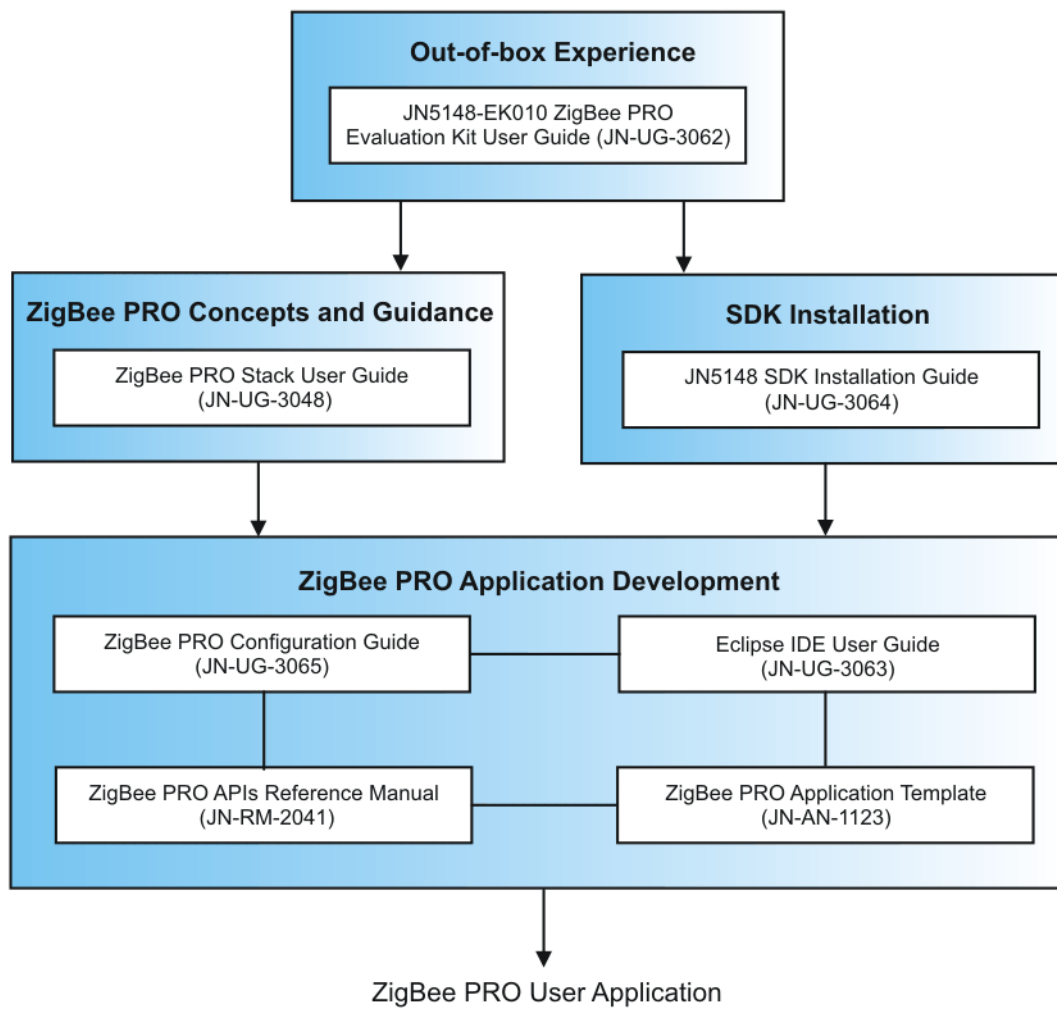 Out-of-box Experience
JN5148-EK010 ZigBee PRO
Evaluation Kit User Guide (JN-UG-3062)
ZigBee PRO Concepts and Guidance
ZigBee PRO Stack User Guide
(JN-UG-3048)
SDK Installation
JN5148 SDK Installation Guide
(JN-UG-3064)
ZigBee PRO Application Development
ZigBee PRO Configuration Guide
(JN-UG-3065)
Eclipse IDE User Guide
(JN-UG-3063)
ZigBee PRO APIs Reference Manual
(JN-RM-2041)
ZigBee PRO Application Template
(JN-AN-1123)
ZigBee PRO User Application